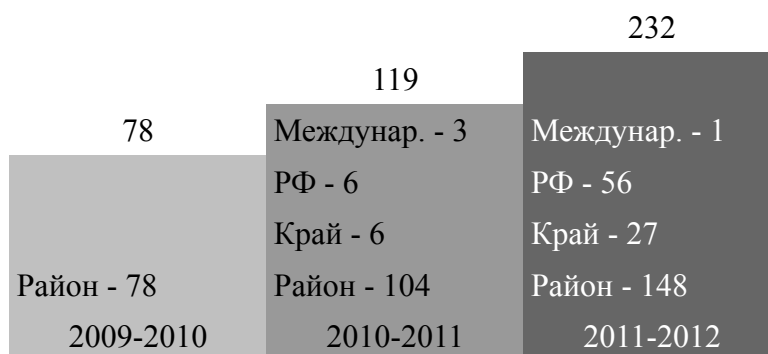 232
119
78
Междунар. - 3
Междунар. - 1
РФ - 6
РФ - 56
Край - 6
Край - 27
Район - 78
Район - 104
Район - 148
2009-2010
2010-2011
2011-2012